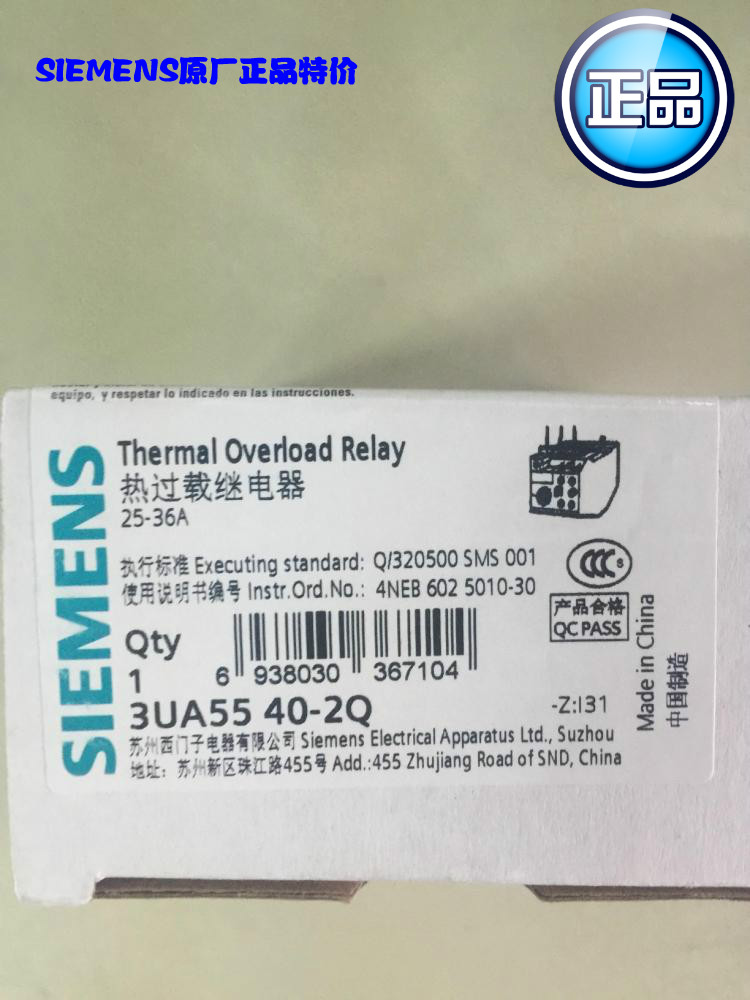 SIEMENS原厂正品特价
正品
equipo, y respetar lo indicado en las instrucciones.
SIEMENS
Thermal Overload Relay
热过载继电器
25-36A
执行标准 Executing standard: Q/320500 SMS 001
使用说明书编号 Instr.Ord.No.: 4NEB 602 5010-30
CCC S
产品合格
QC PASS
Qty
1
6 938030 367104
3UA55 40-2Q
-Z:I31
苏州西门子电器有限公司 Siemens Electrical Apparatus Ltd., Suzhou
地址: 苏州新区珠江路455号 Add.:455 Zhujiang Road of SND, China
Made in China
中国制造